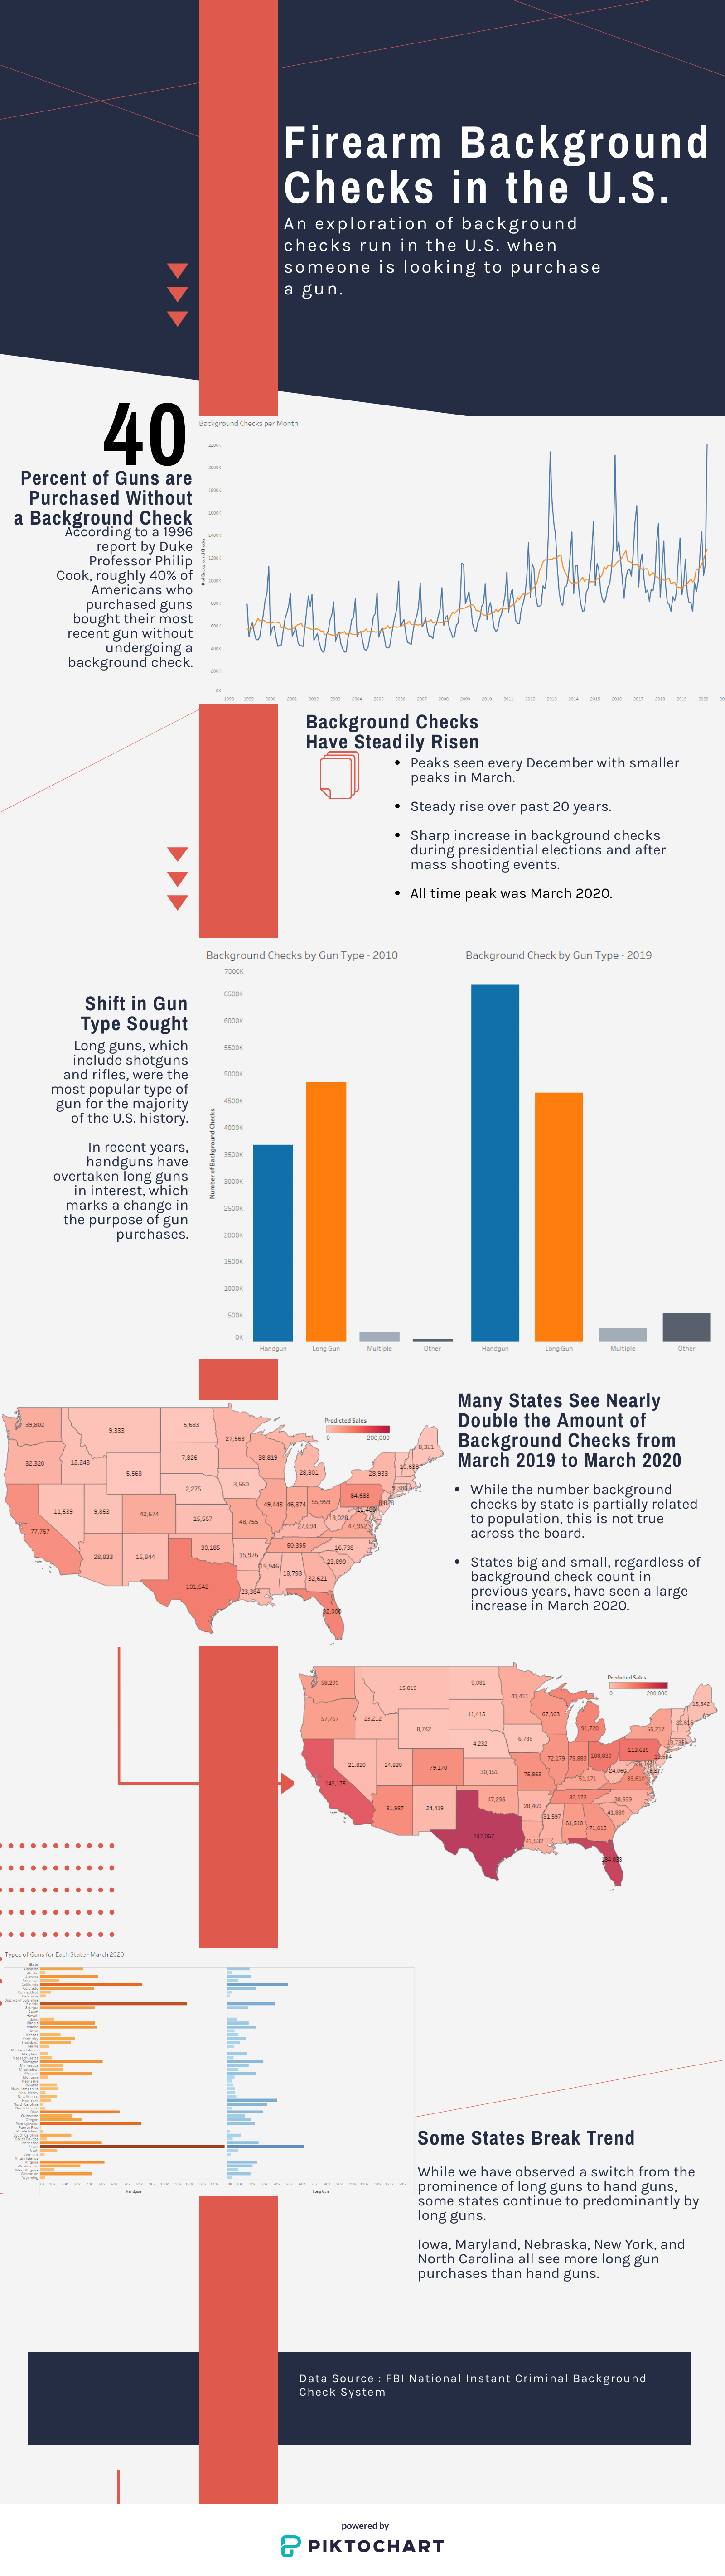 Firearm Background
Checks in the U.S.
An exploration of background
checks run in the U.S. when
someone is looking to purchase
a gun.
40
Percent of Guns are
Purchased Without
a Background Check
According to a 1996
report by Duke
Professor Philip
Cook, roughly 40% of
Americans who
purchased guns
bought their most
recent gun without
undergoing a
background check.
Background Checks per Month
# of Background Checks
2200K
2000K
1800K
1600K
1400K
1200K
1000K
800K
600K
400K
200K
0K
1998 1999 2000 2001 2002 2003 2004 2005 2006 2007 2008 2009 2010 2011 2012 2013 2014 2015 2016 2017 2018 2019 2020
Background Checks
Have Steadily Risen
• Peaks seen every December with smaller
peaks in March.
• Steady rise over past 20 years.
• Sharp increase in background checks
during presidential elections and after
mass shooting events.
• All time peak was March 2020.
Shift in Gun
Type Sought
Long guns, which
include shotguns
and rifles, were the
most popular type of
gun for the majority
of the U.S. history.
In recent years,
handguns have
overtaken long guns
in interest, which
marks a change in
the purpose of gun
purchases.
Background Checks by Gun Type - 2010
Background Check by Gun Type - 2019
Number of Background Checks
7000K
6500K
6000K
5500K
5000K
4500K
4000K
3500K
3000K
2500K
2000K
1500K
1000K
500K
0K
Handgun Long Gun Multiple Other
Handgun Long Gun Multiple Other
Many States See Nearly
Double the Amount of
Background Checks from
March 2019 to March 2020
• While the number background
checks by state is partially related
to population, this is not true
across the board.
• States big and small, regardless of
background check count in
previous years, have seen a large
increase in March 2020.
Predicted Sales
0 200,000
39,802
9,333
5,683
27,563
8,321
32,320
12,243
5,568
7,826
38,819
28,801
28,933
10,639
2,275
3,550
11,539
9,853
42,674
15,567
49,443
46,374
55,959
84,688
77,767
48,755
27,694
18,028
47,952
28,833
15,844
30,185
15,976
50,395
16,738
23,890
101,542
23,384
19,946
18,793
32,621
92,000
Predicted Sales
0 200,000
58,290
15,019
9,081
41,411
15,342
57,767
23,212
8,742
11,415
67,063
91,720
55,217
22,515
4,232
6,798
21,820
24,830
79,170
30,151
72,179
79,883
108,830
113,685
143,175
75,863
51,171
24,060
83,610
81,987
24,419
47,295
28,469
82,173
38,699
41,830
247,067
41,532
31,597
61,510
71,615
Types of Guns for Each State - March 2020
State
Handgun
Long Gun
Some States Break Trend
While we have observed a switch from the
prominence of long guns to hand guns,
some states continue to predominantly by
long guns.
Iowa, Maryland, Nebraska, New York, and
North Carolina all see more long gun
purchases than hand guns.
Data Source : FBI National Instant Criminal Background
Check System
powered by
PIKTOCHART